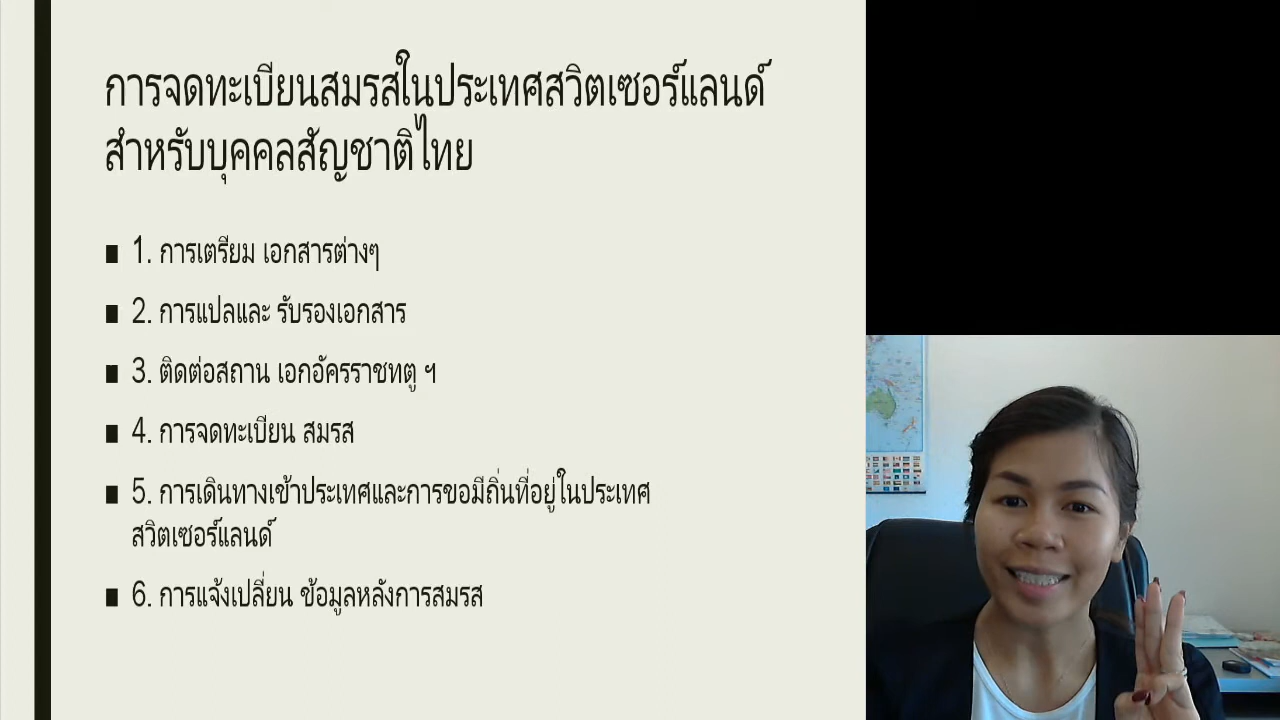 การจดทะเบียนสมรสในประเทศสวิตเซอร์แลนด์
สำหรับบุคคลสัญชาติไทย
■ 1. การเตรียม เอกสารต่างๆ
■ 2. การแปลและ รับรองเอกสาร
■ 3. ติดต่อสถาน เอกอัครราชทตู ฯ
■ 4. การจดทะเบียน สมรส
■ 5. การเดินทางเข้าประเทศและการขอมีถิ่นที่อยู่ในประเทศ
สวิตเซอร์แลนด์
■ 6. การแจ้งเปลี่ยน ข้อมูลหลังการสมรส